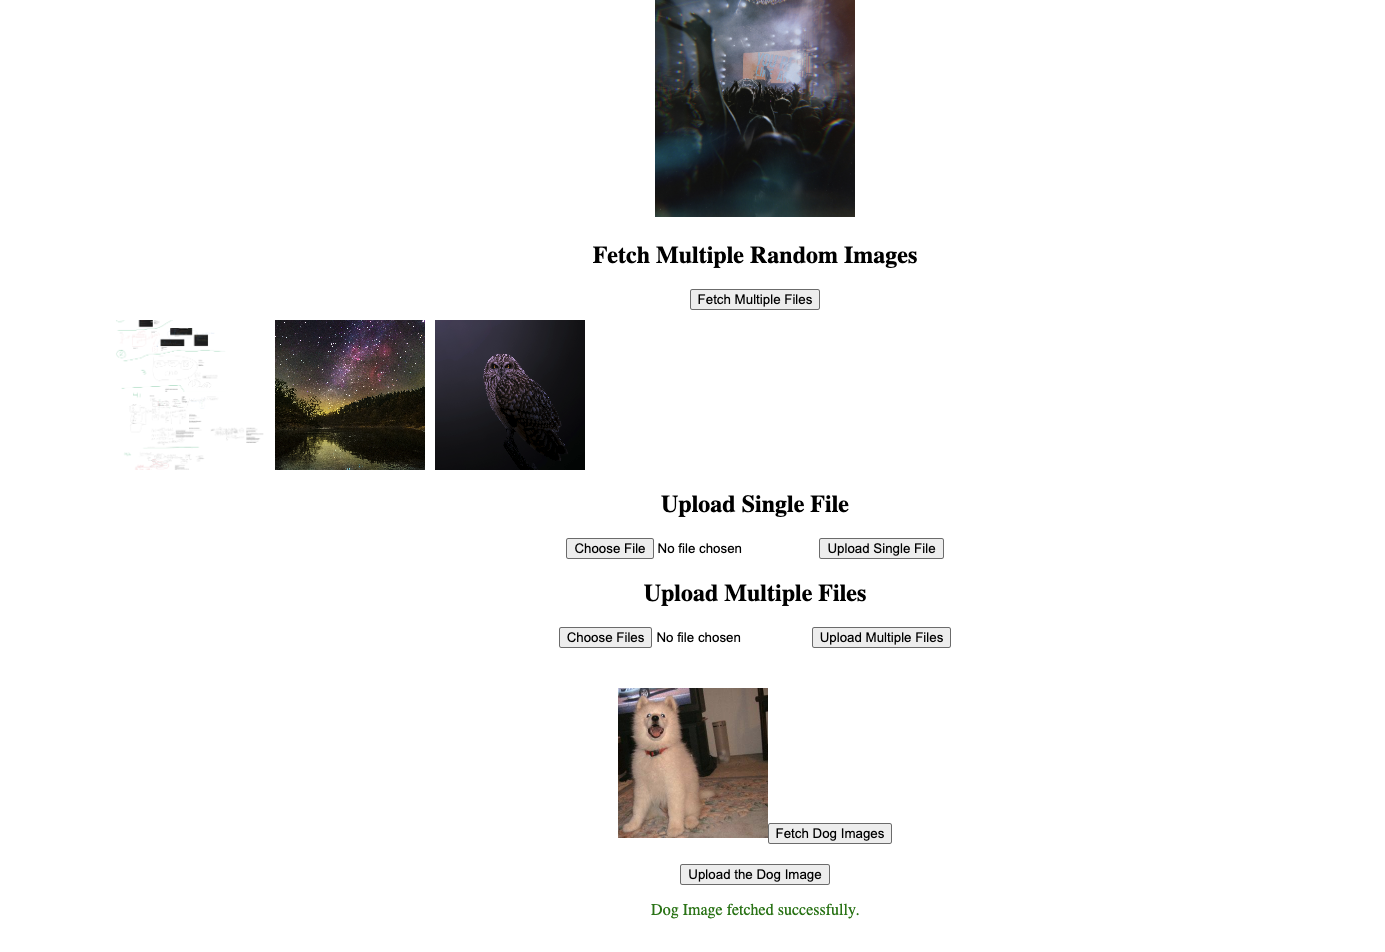 Fetch Multiple Random Images
Fetch Multiple Files
Upload Single File
Choose File No file chosen Upload Single File
Upload Multiple Files
Choose Files No file chosen Upload Multiple Files
Fetch Dog Images
Upload the Dog Image
Dog Image fetched successfully.